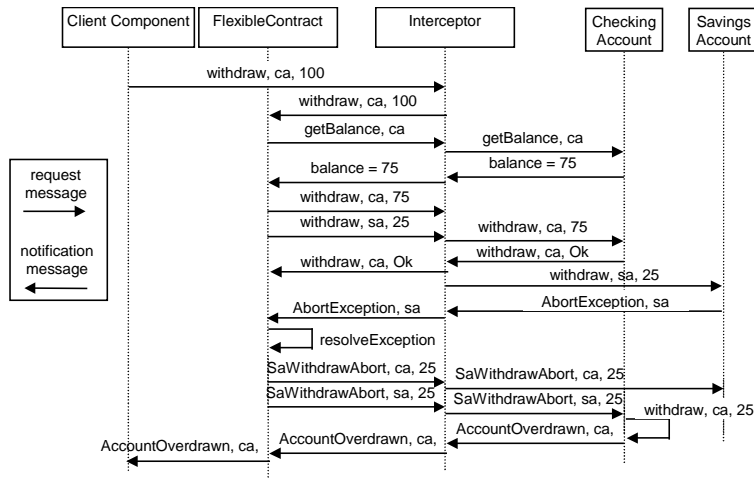 Client Component
FlexibleContract
Interceptor
Checking
Account
Savings
Account
withdraw, ca, 100
withdraw, ca, 100
getBalance, ca
getBalance, ca
balance = 75
balance = 75
request
message
notification
message
withdraw, ca, 75
withdraw, sa, 25
withdraw, ca, 75
withdraw, ca, Ok
withdraw, ca, Ok
withdraw, sa, 25
AbortException, sa
AbortException, sa
resolveException
SaWithdrawAbort, ca, 25
SaWithdrawAbort, ca, 25
SaWithdrawAbort, sa, 25
SaWithdrawAbort, sa, 25
withdraw, ca, 25
AccountOverdrawn, ca,
AccountOverdrawn, ca,
AccountOverdrawn, ca,